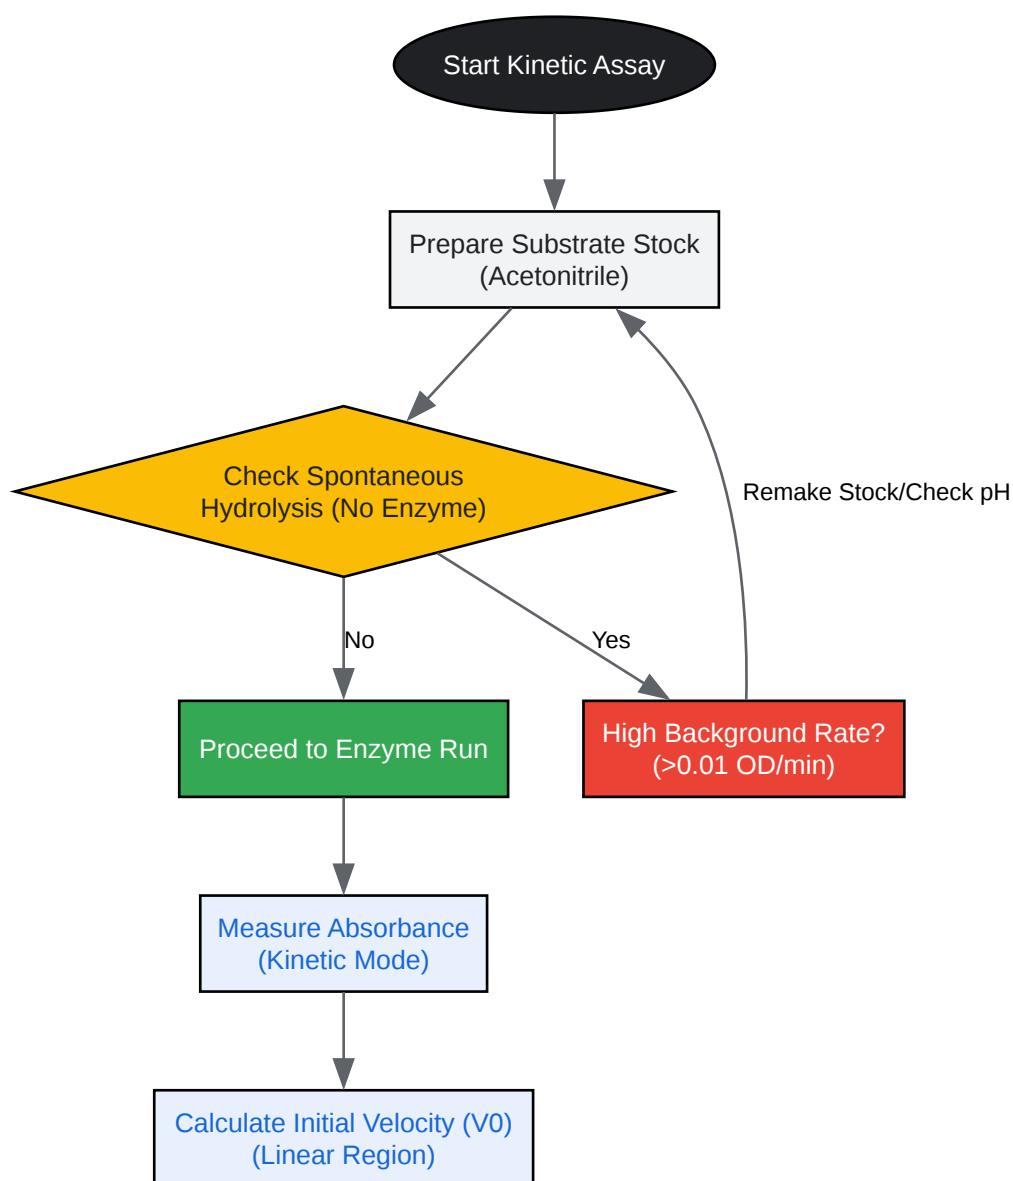 Start Kinetic Assay
Prepare Substrate Stock
(Acetonitrile)
Check Spontaneous
Hydrolysis (No Enzyme)
Remake Stock/Check pH
No
Yes
Proceed to Enzyme Run
High Background Rate?
(>0.01 OD/min)
Measure Absorbance
(Kinetic Mode)
Calculate Initial Velocity (V0)
(Linear Region)